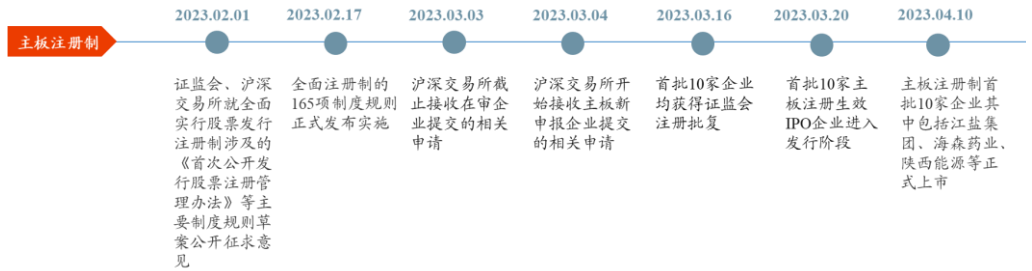 主板注册制
2023.02.01
证监会、沪深
交易所就全面
实行股票发行
注册制涉及的
《首次公开发
行股票注册管
理办法》等主
要制度规则草
案公开征求意
见
2023.02.17
全面注册制的
165项制度规则
正式发布实施
2023.03.03
沪深交易所截
止接收在审企
业提交的相关
申请
2023.03.04
沪深交易所开
始接收主板新
申报企业提交
的相关申请
2023.03.16
首批10家企业
均获得证监会
注册批复
2023.03.20
首批10家主
板注册生效
IPO企业进入
发行阶段
2023.04.10
主板注册制首
批10家企业其
中包括江盐集
团、海森药业、
陕西能源等正
式上市